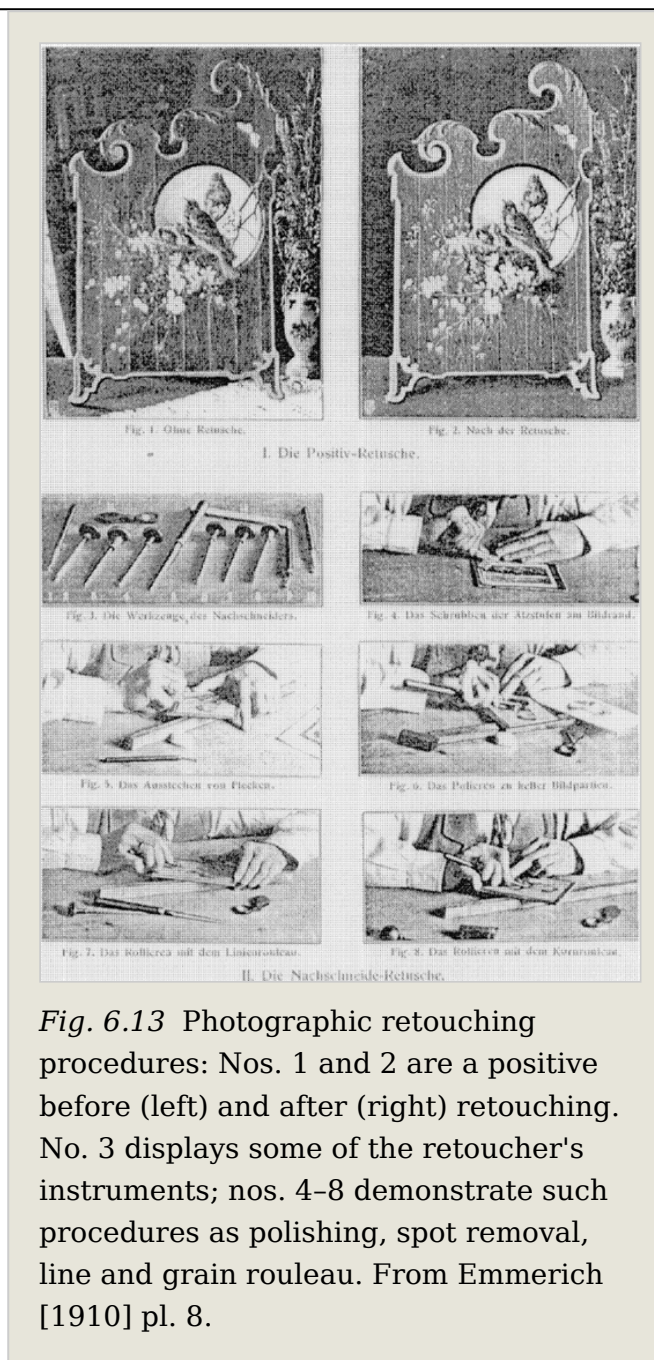 Fig. 1. Ohne Retusche.
Fig. 2. Nach der Retusche.
I. Die Positiv-Retusche.
Fig. 3. Die Werkzeuge des Nachschneiders.
Fig. 4. Das Schrubben der Ätzstufen am Bildrand.
Fig. 5. Das Ausstechen von Flecken.
Fig. 6. Das Polieren zu heller Bildpartien.
Fig. 7. Das Rollieren mit dem Linienrouleau.
Fig. 8. Das Rollieren mit dem Kornrouleau.
II. Die Nachschneide-Retusche.
Fig. 6.13 Photographic retouching
procedures: Nos. 1 and 2 are a positive
before (left) and after (right) retouching.
No. 3 displays some of the retoucher's
instruments; nos. 4–8 demonstrate such
procedures as polishing, spot removal,
line and grain rouleau. From Emmerich
[1910] pl. 8.